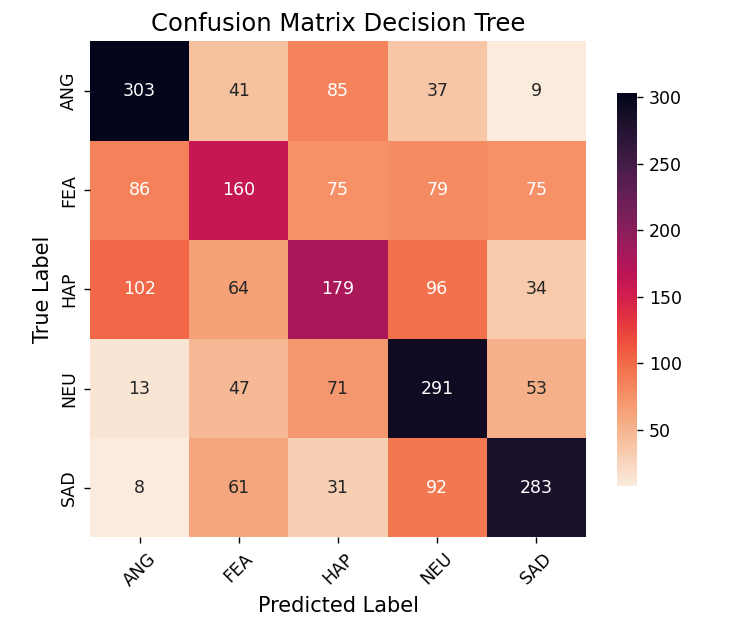 Confusion Matrix Decision Tree
True Label
ANG 303 41 85 37 9
FEA 86 160 75 79 75
HAP 102 64 179 96 34
NEU 13 47 71 291 53
SAD 8 61 31 92 283
ANG FEA HAP NEU SAD
Predicted Label
300
250
200
150
100
50